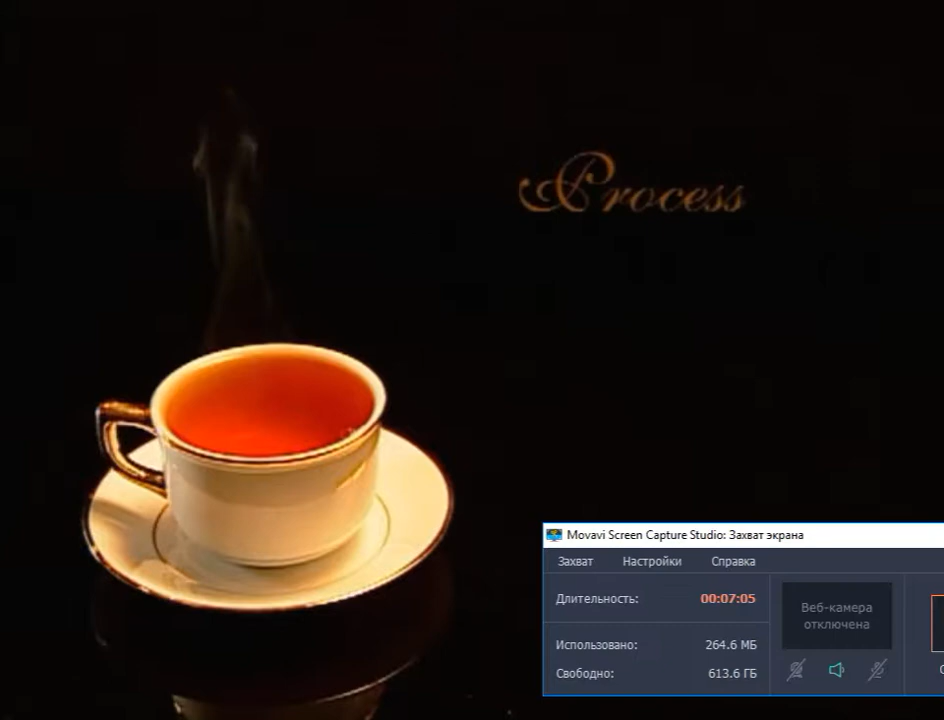 Process
Movavi Screen Capture Studio: Захват экрана
Захват Настройки Справка
Длительность: 00:07:05
Веб-камера
отключена
Использовано: 264.6 МБ
Свободно: 613.6 ГБ